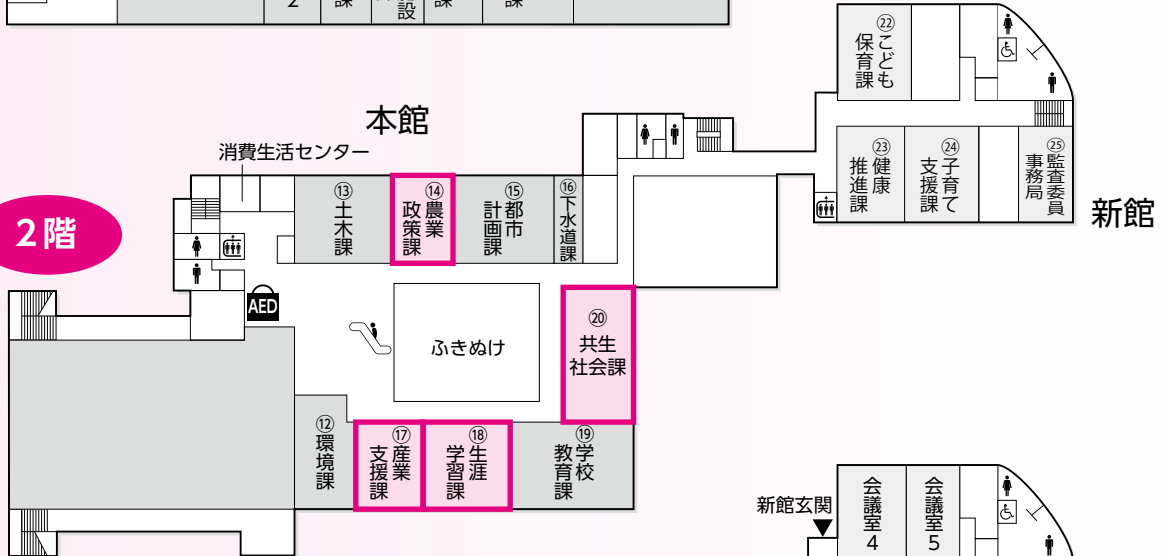 2
課
設
課
課
本館
消費生活センター
2階
⑬土木課
⑭農業
政策課
⑮都市
計画課
⑯下水道課
AED
ふきぬけ
⑳
共生
社会課
⑫環境課
⑰産業
支援課
⑱生涯
学習課
⑲学校
教育課
㉒こども
保育課
㉓健康
推進課
㉔子育て
支援課
㉕監査委員
事務局
新館
新館玄関
会議室4
会議室5